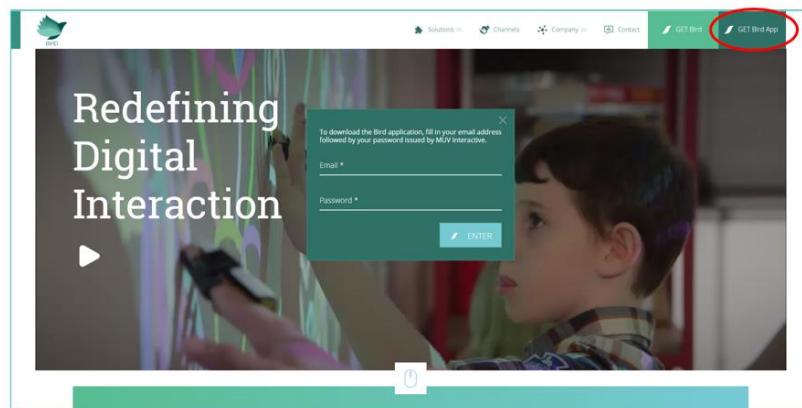 BIRD
Solutions
Channels
Company
Contact
GET Bird
GET Bird App
Redefining
Digital
Interaction
To download the Bird application, fill in your email address
followed by your password issued by MUV Interactive.
Email *
Password *
ENTER